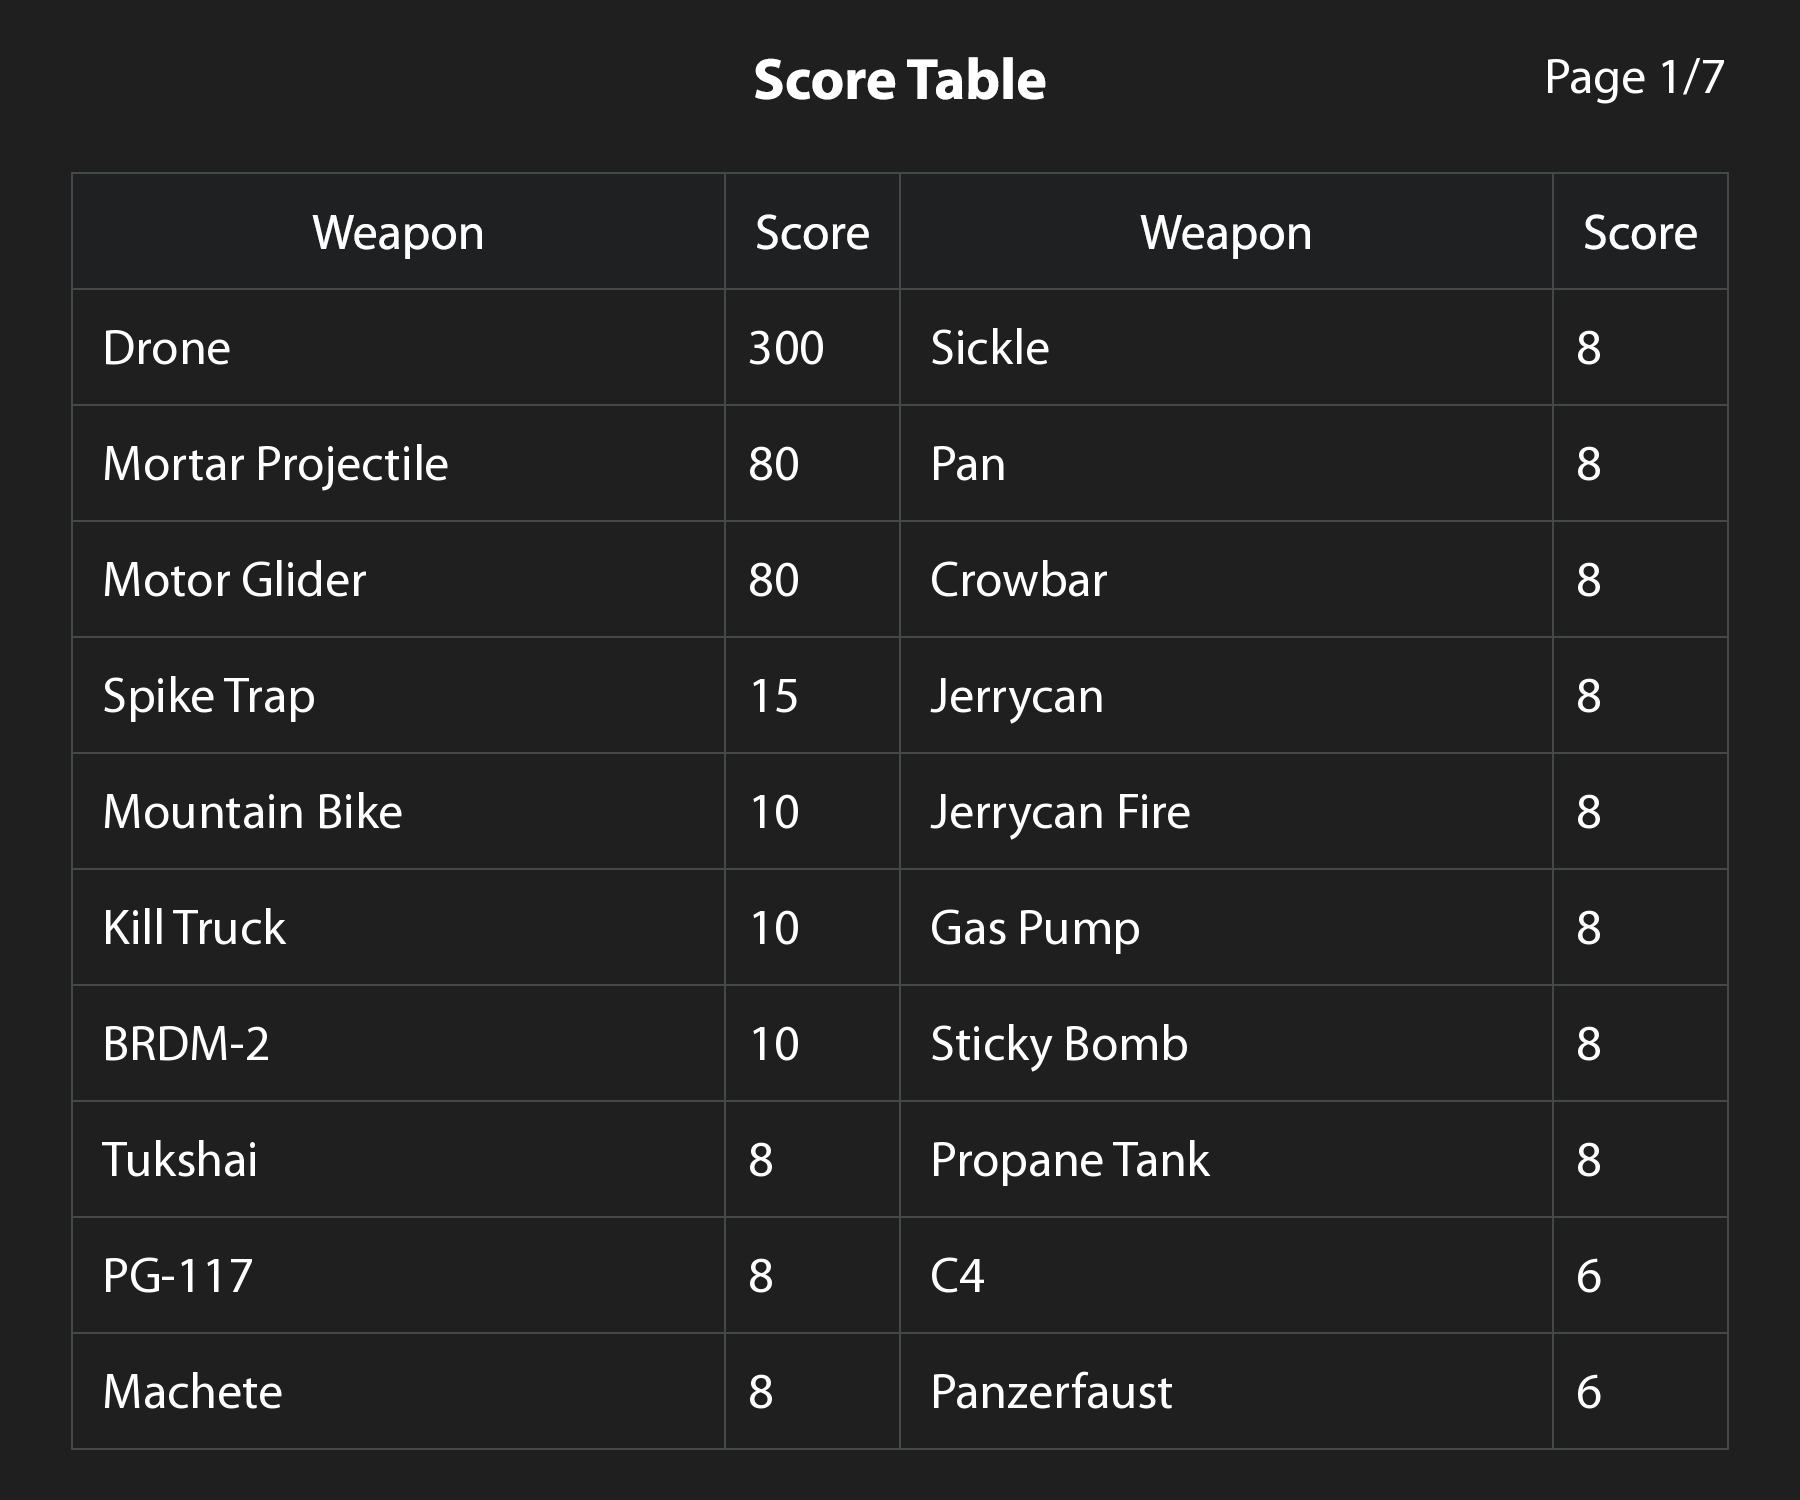 Score Table
Page 1/7
Weapon Score Weapon Score
Drone 300 Sickle 8
Mortar Projectile 80 Pan 8
Motor Glider 80 Crowbar 8
Spike Trap 15 Jerrycan 8
Mountain Bike 10 Jerrycan Fire 8
Kill Truck 10 Gas Pump 8
BRDM-2 10 Sticky Bomb 8
Tukshai 8 Propane Tank 8
PG-117 8 C4 6
Machete 8 Panzerfaust 6